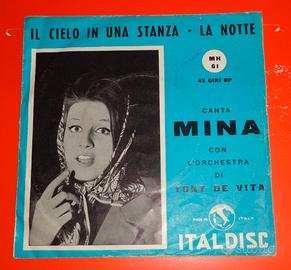 IL CIELO IN UNA STANZA - LA NOTTE
MH
61
45 GIRI NP
CANTA
MINA
CON
L'ORCHESTRA
DI
TONY DE VITA
MADE IN ITALY
ITALDISC